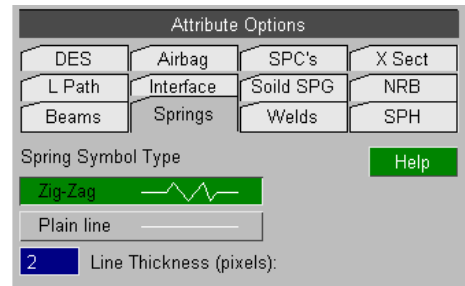 Attribute Options
DES Airbag SPC's X Sect
L Path Interface Soild SPG NRB
Beams Springs Welds SPH
Spring Symbol Type Help
Zig-Zag
Plain line
2 Line Thickness (pixels):